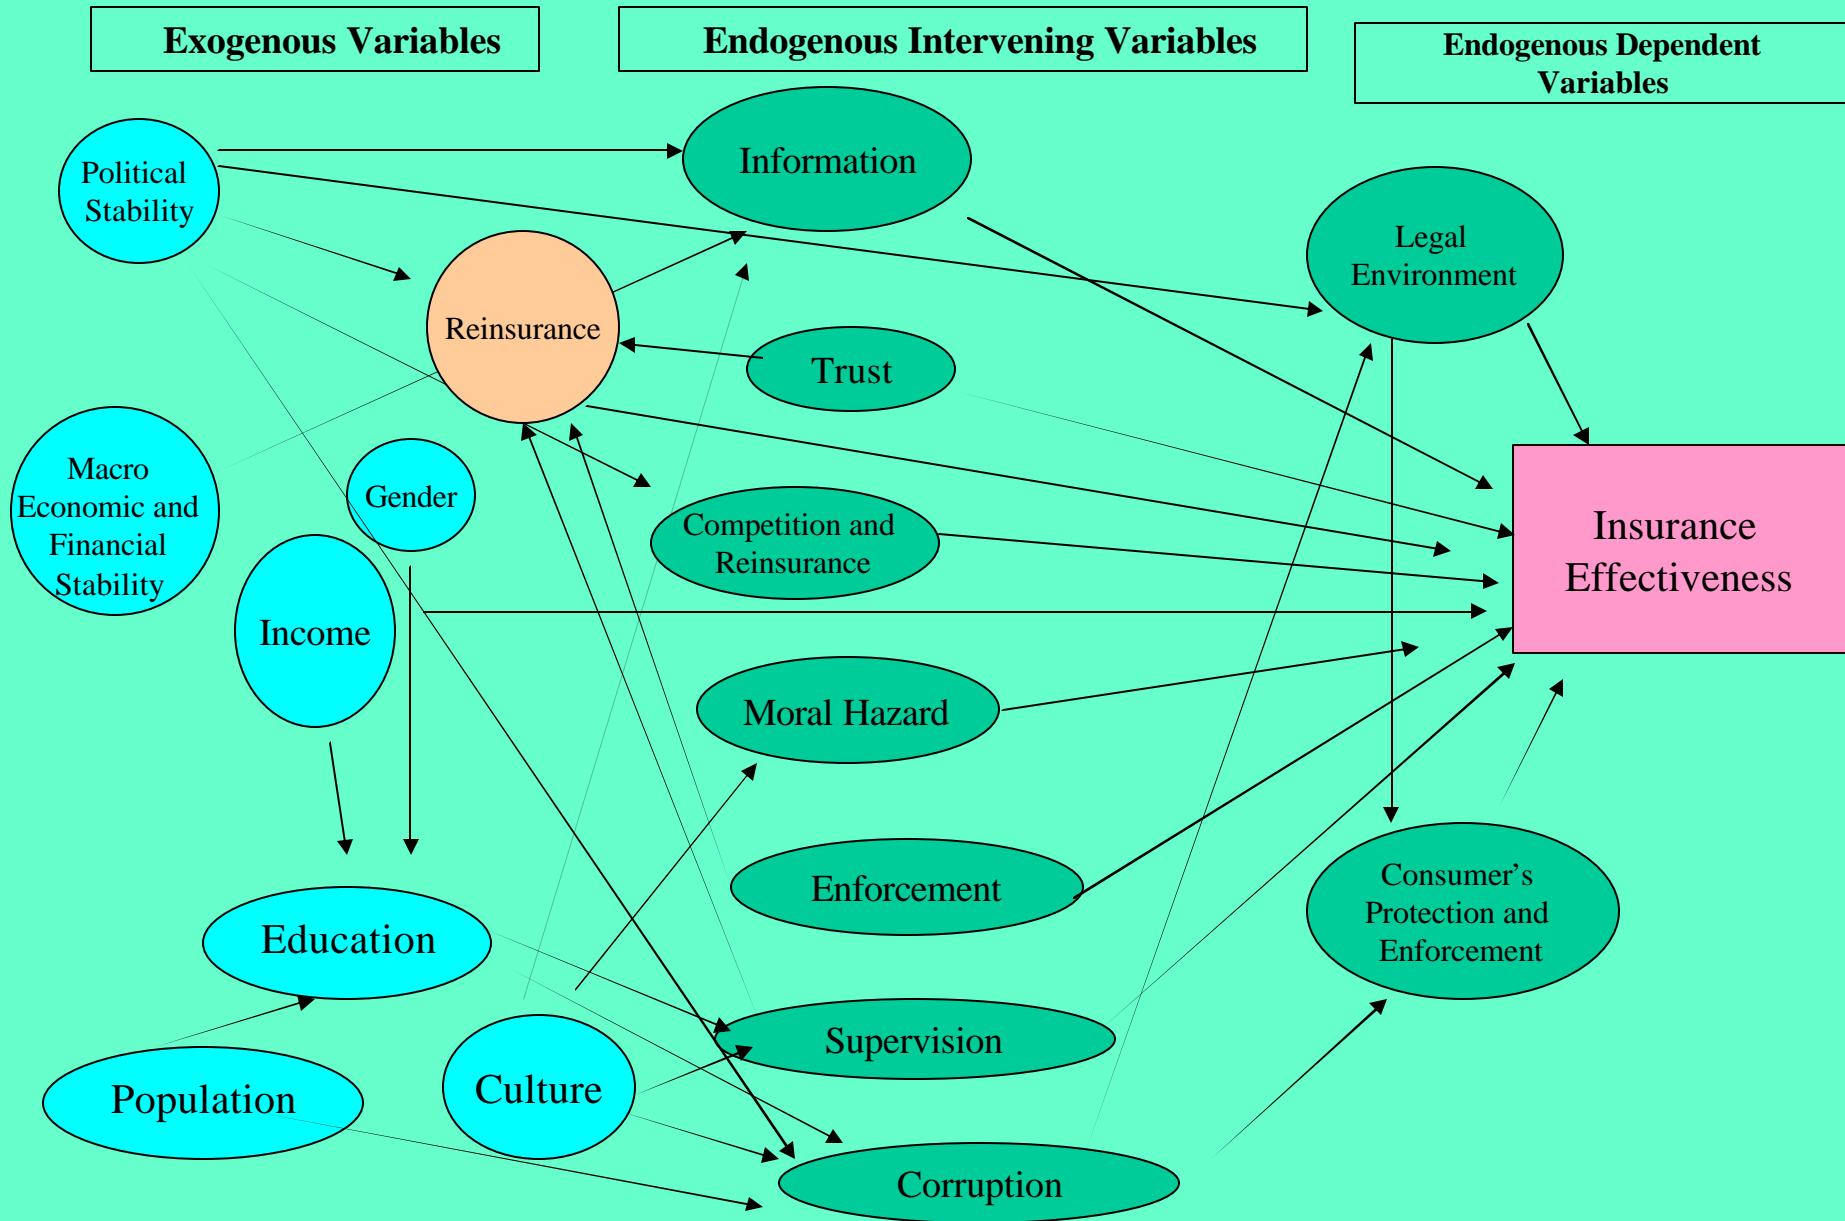 Exogenous Variables
Endogenous Intervening Variables
Endogenous Dependent
Variables
Political
Stability
Information
Legal
Environment
Reinsurance
Trust
Macro
Economic and
Financial
Stability
Gender
Competition and
Reinsurance
Insurance
Effectiveness
Income
Moral Hazard
Enforcement
Consumer’s
Protection and
Enforcement
Education
Supervision
Population
Culture
Corruption